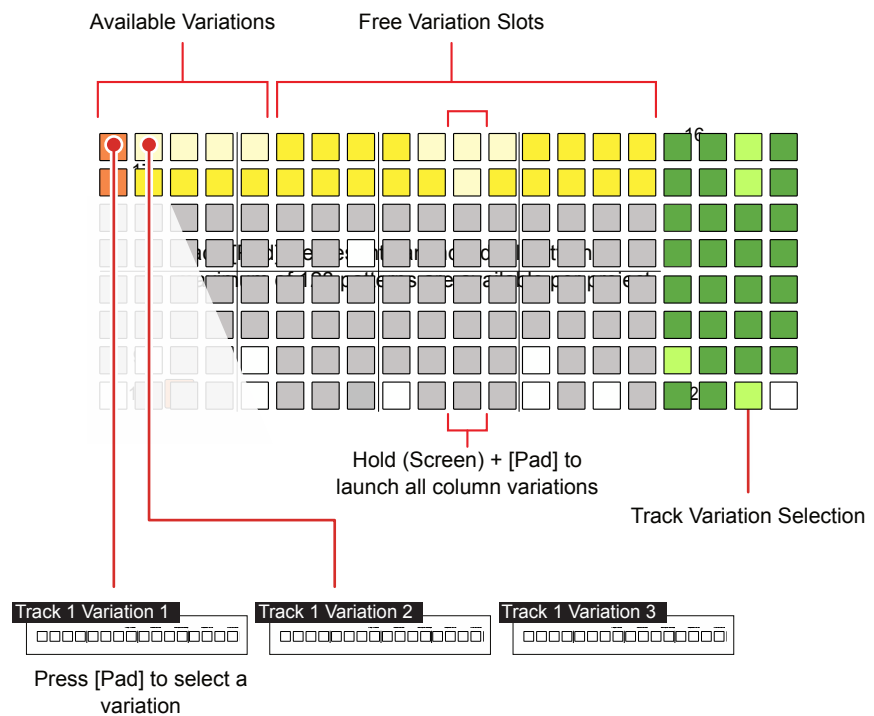 Available Variations
Free Variation Slots
16
Hold (Screen) + [Pad] to
launch all column variations
Track Variation Selection
Track 1 Variation 1
Track 1 Variation 2
Track 1 Variation 3
Press [Pad] to select a
variation